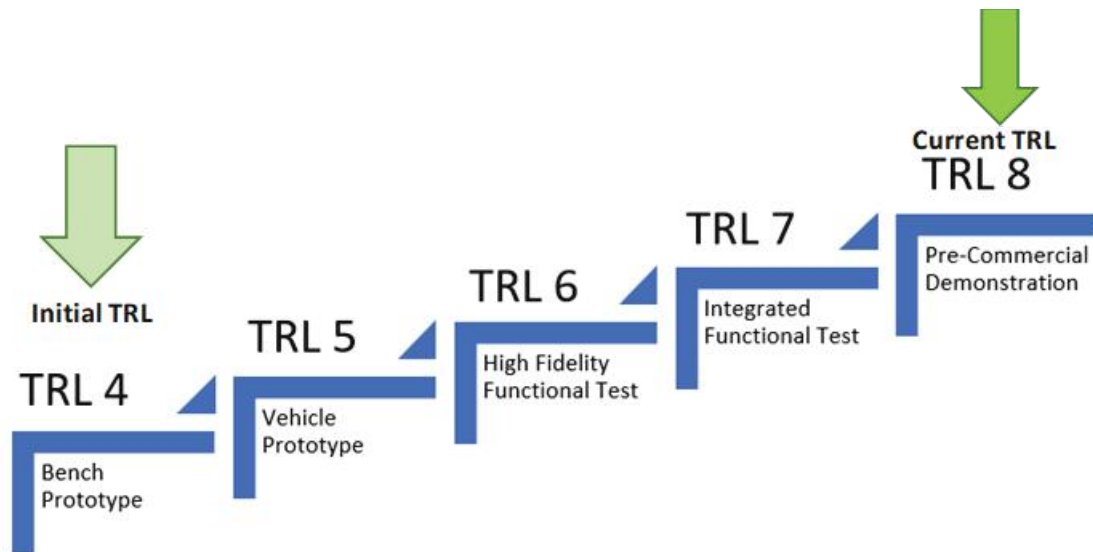 Initial TRL
TRL 4
Bench
Prototype
TRL 5
Vehicle
Prototype
TRL 6
High Fidelity
Functional Test
TRL 7
Integrated
Functional Test
Current TRL
TRL 8
Pre-Commercial
Demonstration